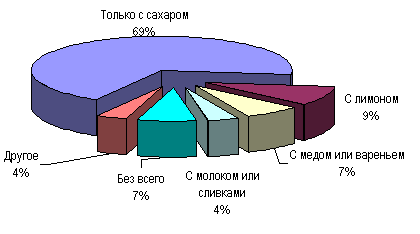 Только с сахаром
69%
С лимоном
9%
С медом или вареньем
7%
С молоком или
сливками
4%
Без всего
7%
Другое
4%